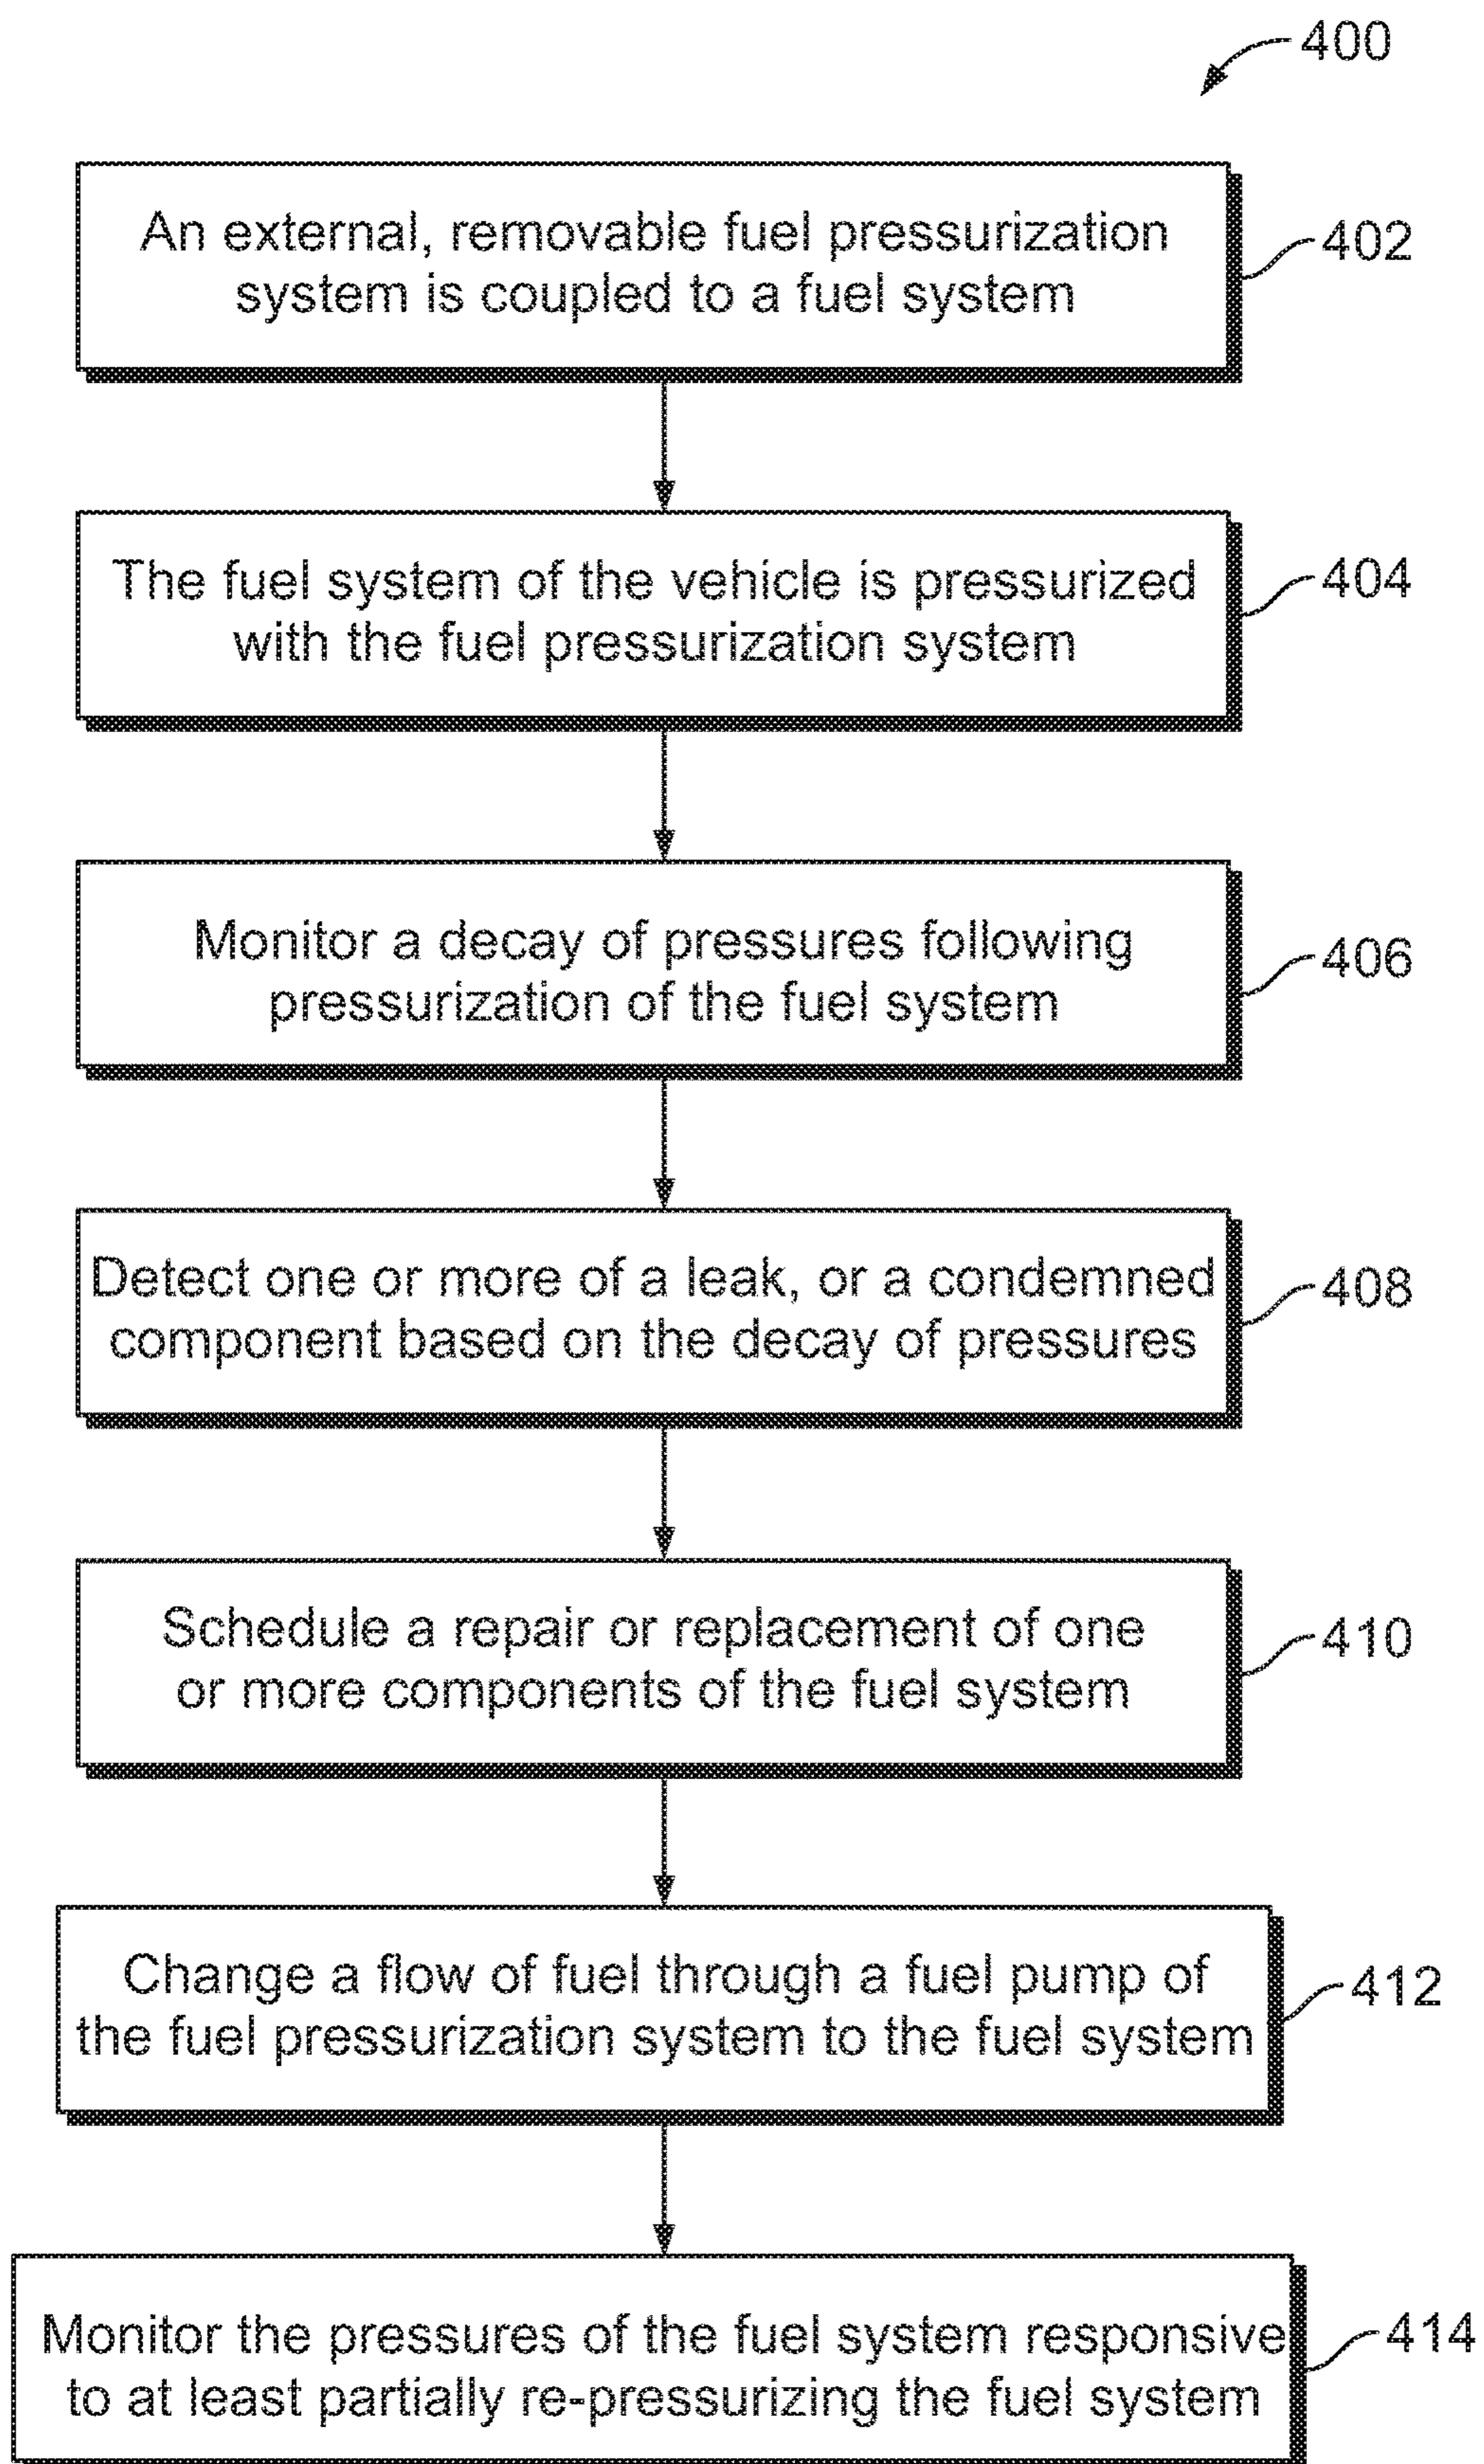 400
An external, removable fuel pressurization
system is coupled to a fuel system
402
The fuel system of the vehicle is pressurized
with the fuel pressurization system
404
Monitor a decay of pressures following
pressurization of the fuel system
406
Detect one or more of a leak, or a condemned
component based on the decay of pressures
408
Schedule a repair or replacement of one
or more components of the fuel system
410
Change a flow of fuel through a fuel pump of
the fuel pressurization system to the fuel system
412
Monitor the pressures of the fuel system responsive
to at least partially re-pressurizing the fuel system
414